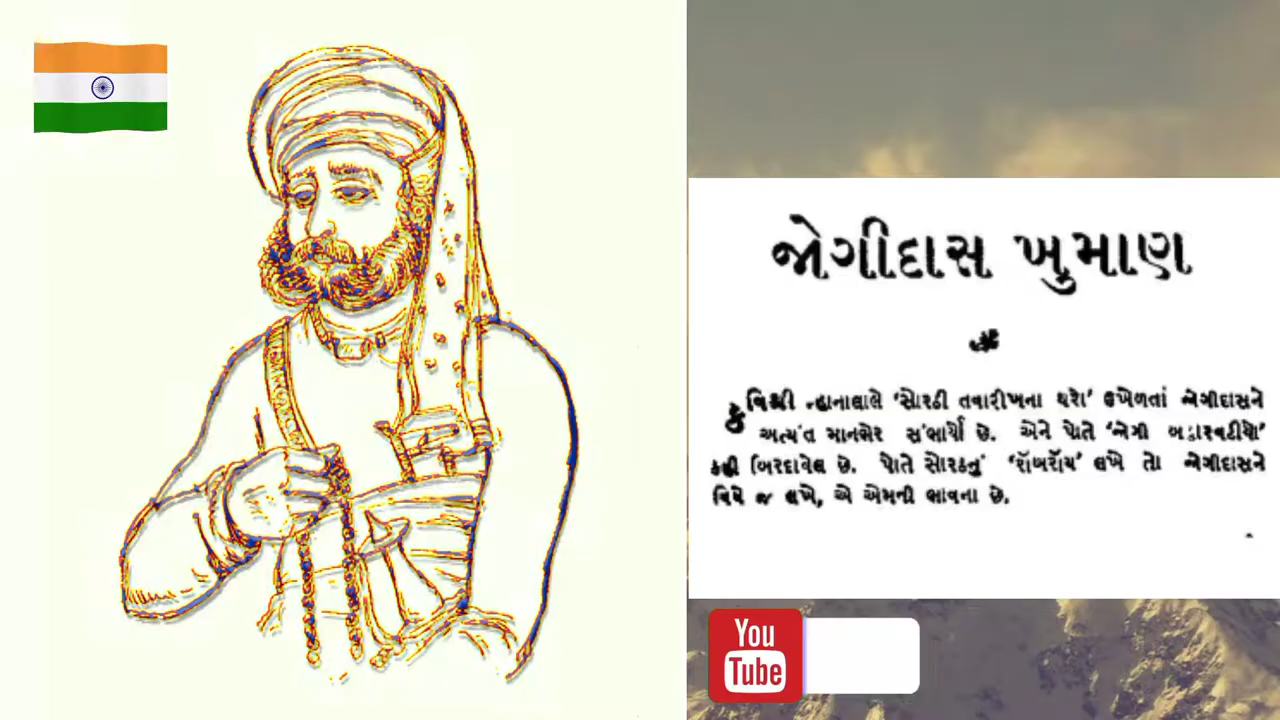 જોગીદાસ ખુમાણ
કવિશ્રી ન્હાનાલાલે ‘સોરઠી તવારીખના થરો’ ઉખેળતાં જોગીદાસને
અત્યંત માનભેર સંભાર્યો છે. એને પોતે ‘જોગી બહારવટીયો’
કહી બિરદાવેલ છે. પોતે સોરઠનું ‘રૉબરૉય’ લખે તો જોગીદાસને
વિષે જ લખે, એ એમની ભાવના છે.
You
Tube